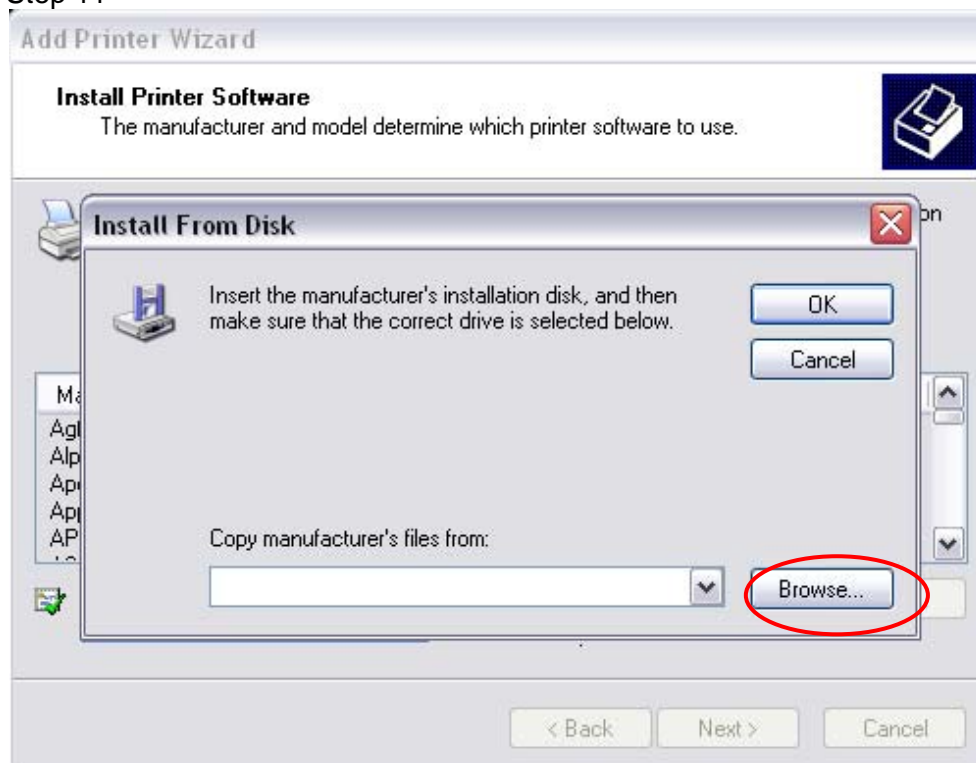 Add Printer Wizard
Install Printer Software
The manufacturer and model determine which printer software to use.
Install From Disk
Insert the manufacturer's installation disk, and then
make sure that the correct drive is selected below.
OK
Cancel
Copy manufacturer's files from:
Browse...
< Back
Next >
Cancel